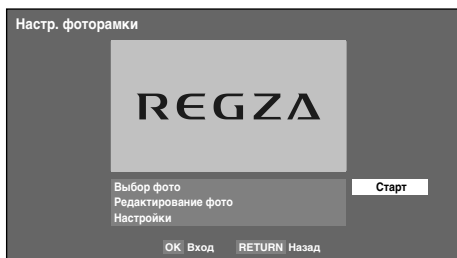 Настр. фоторамки
REGZA
Выбор фото
Старт
Редактирование фото
Настройки
OK Вход RETURN Назад